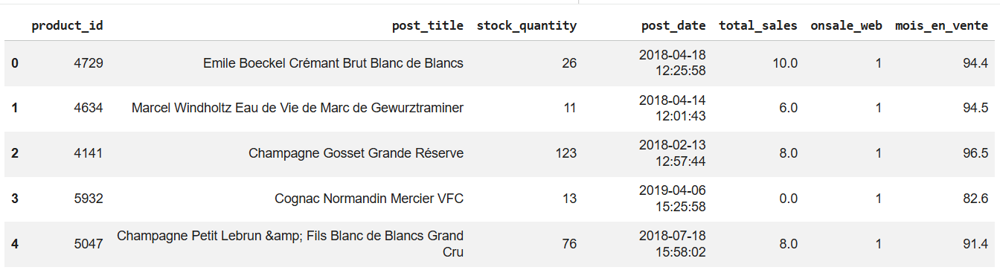 product_id post_title stock_quantity post_date total_sales onsale_web mois_en_vente
0 4729 Emile Boeckel Crémant Brut Blanc de Blancs 26 2018-04-18 12:25:58 10.0 1 94.4
1 4634 Marcel Windholtz Eau de Vie de Marc de Gewurztraminer 11 2018-04-14 12:01:43 6.0 1 94.5
2 4141 Champagne Gosset Grande Réserve 123 2018-02-13 12:57:44 8.0 1 96.5
3 5932 Cognac Normandin Mercier VFC 13 2019-04-06 15:25:58 0.0 1 82.6
4 5047 Champagne Petit Lebrun &amp; Fils Blanc de Blancs Grand Cru 76 2018-07-18 15:58:02 8.0 1 91.4